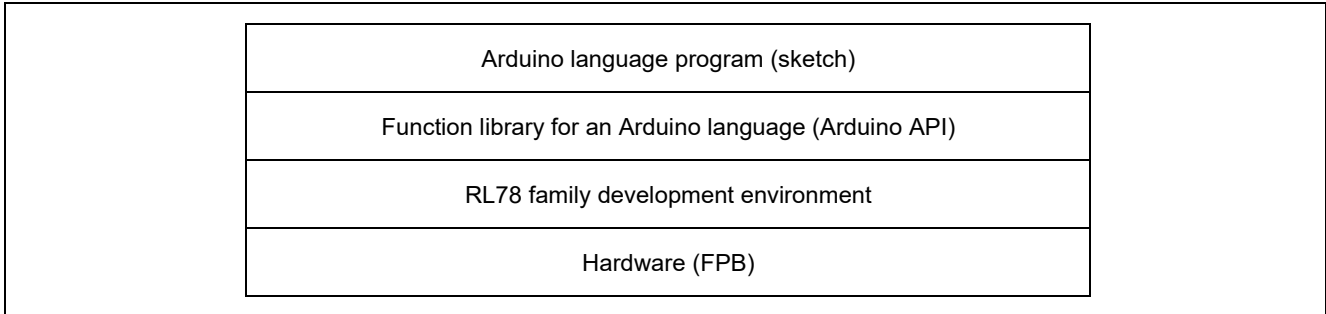 Arduino language program (sketch)
Function library for an Arduino language (Arduino API)
RL78 family development environment
Hardware (FPB)